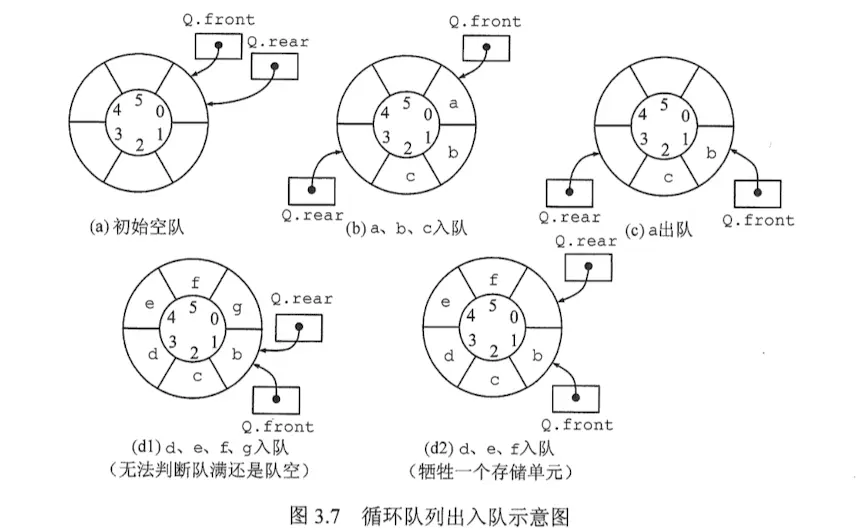 Q.front
Q.rear
4 5 0
3 2 1
(a) 初始空队
Q.front
4 5 0
3 2 1
a
b
c
Q.rear
(b) a、b、c入队
4 5 0
3 2 1
b
c
Q.rear
Q.front
(c) a出队
e f g
4 5 0
3 2 1
d c b
Q.rear
Q.front
(d1) d、e、f、g入队
(无法判断队满还是队空)
Q.rear
e f
4 5 0
3 2 1
d c b
Q.front
(d2) d、e、f入队
(牺牲一个存储单元)
图 3.7 循环队列出入队示意图